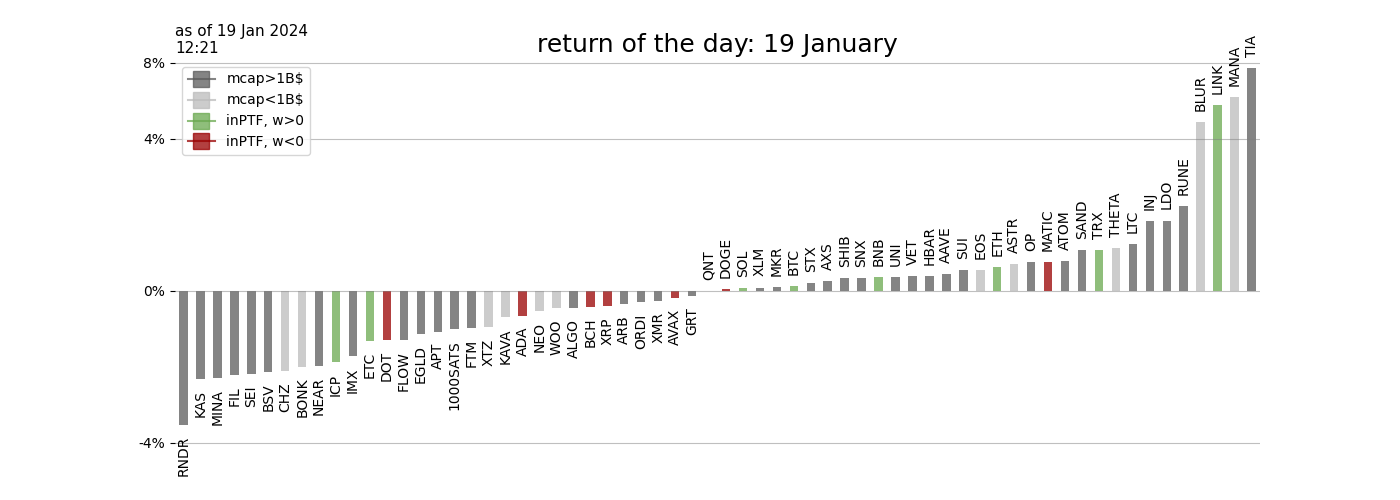 as of 19 Jan 2024
12:21
return of the day: 19 January
8%
4%
0%
-4%
mcap>1B$
mcap<1B$
inPTF, w>0
inPTF, w<0
RNDR
KAS
MINA
FIL
SEI
BSV
CHZ
BONK
NEAR
ICP
IMX
ETC
DOT
FLOW
EGLD
APT
1000SATS
FTM
XTZ
KAVA
ADA
NEO
WOO
ALGO
BCH
XRP
ARB
ORDI
XMR
AVAX
GRT
QNT
DOGE
SOL
XLM
MKR
BTC
STX
AXS
SHIB
SNX
BNB
UNI
VET
HBAR
AAVE
SUI
EOS
ETH
ASTR
OP
MATIC
ATOM
SAND
TRX
THETA
LTC
INJ
LDO
RUNE
BLUR
LINK
MANA
TIA